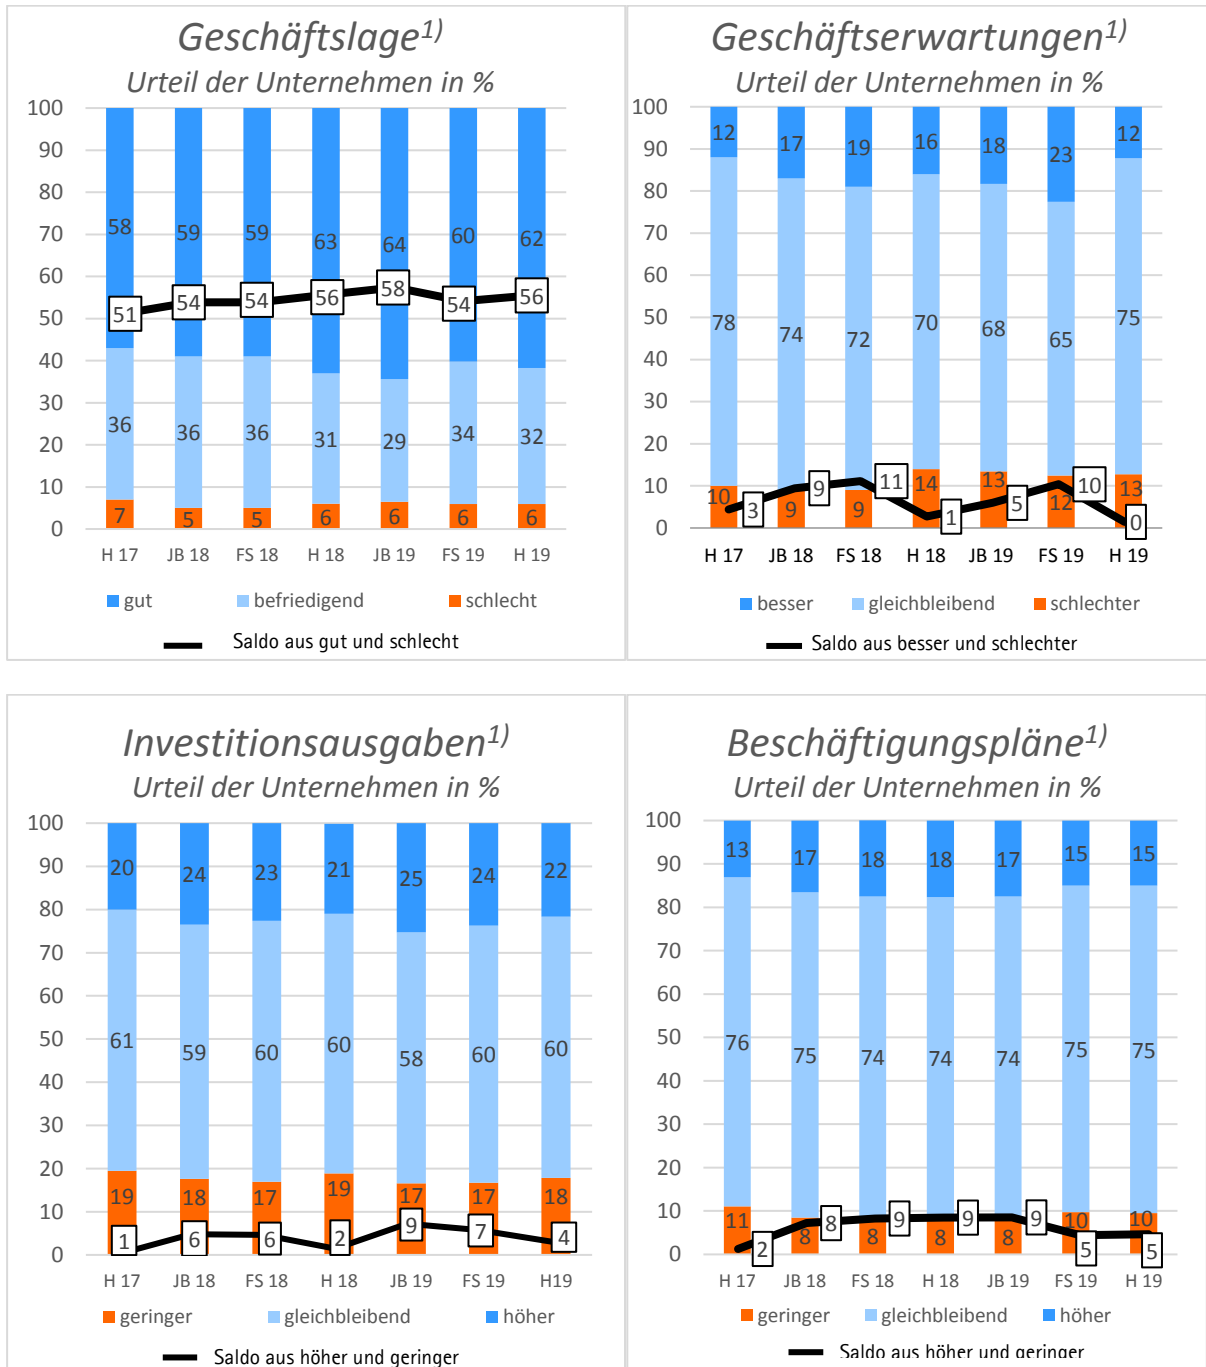 Geschäftslage1)
Urteil der Unternehmen in %
100
90
80
70
60
50
40
30
20
10
0
58 59 59 63 64 60 62
51 54 54 56 58 54 56
36 36 36 31 29 34 32
7 5 5 6 6 6 6
H 17 JB 18 FS 18 H 18 JB 19 FS 19 H 19
gut befriedigend schlecht
Saldo aus gut und schlecht
Geschäftserwartungen1)
Urteil der Unternehmen in %
100
90
80
70
60
50
40
30
20
10
0
12 17 19 16 18 23 12
78 74 72 70 68 65 75
10 9 9 14 13 12 13
3 9 11 1 5 10 0
H 17 JB 18 FS 18 H 18 JB 19 FS 19 H 19
besser gleichbleibend schlechter
Saldo aus besser und schlechter
Investitionsausgaben1)
Urteil der Unternehmen in %
100
90
80
70
60
50
40
30
20
10
0
20 24 23 21 25 24 22
61 59 60 60 58 60 60
19 18 17 19 17 17 18
1 6 6 2 9 7 4
H 17 JB 18 FS 18 H 18 JB 19 FS 19 H19
geringer gleichbleibend höher
Saldo aus höher und geringer
Beschäftigungspläne1)
Urteil der Unternehmen in %
100
90
80
70
60
50
40
30
20
10
0
13 17 18 18 17 15 15
76 75 74 74 74 75 75
11 8 8 8 8 10 10
2 8 9 9 9 5 5
H 17 JB 18 FS 18 H 18 JB 19 FS 19 H 19
geringer gleichbleibend höher
Saldo aus höher und geringer